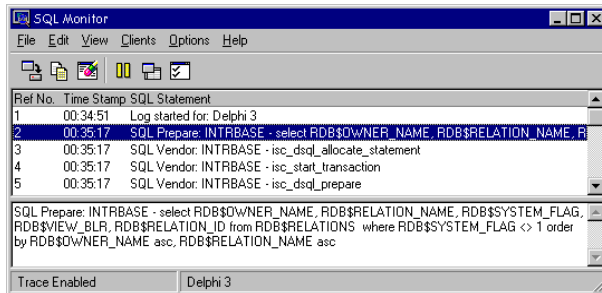 SQL Monitor
File Edit View Clients Options Help
Ref No. Time Stamp SQL Statement
1 00:34:51 Log started for: Delphi 3
2 00:35:17 SQL Prepare: INTRBASE - select RDB$OWNER_NAME, RDB$RELATION_NAME, R
3 00:35:17 SQL Vendor: INTRBASE - isc_dsql_allocate_statement
4 00:35:17 SQL Vendor: INTRBASE - isc_start_transaction
5 00:35:17 SQL Vendor: INTRBASE - isc_dsql_prepare
SQL Prepare: INTRBASE - select RDB$OWNER_NAME, RDB$RELATION_NAME, RDB$SYSTEM_FLAG,
RDB$VIEW_BLR, RDB$RELATION_ID from RDB$RELATIONS where RDB$SYSTEM_FLAG <> 1 order
by RDB$OWNER_NAME asc, RDB$RELATION_NAME asc
Trace Enabled Delphi 3